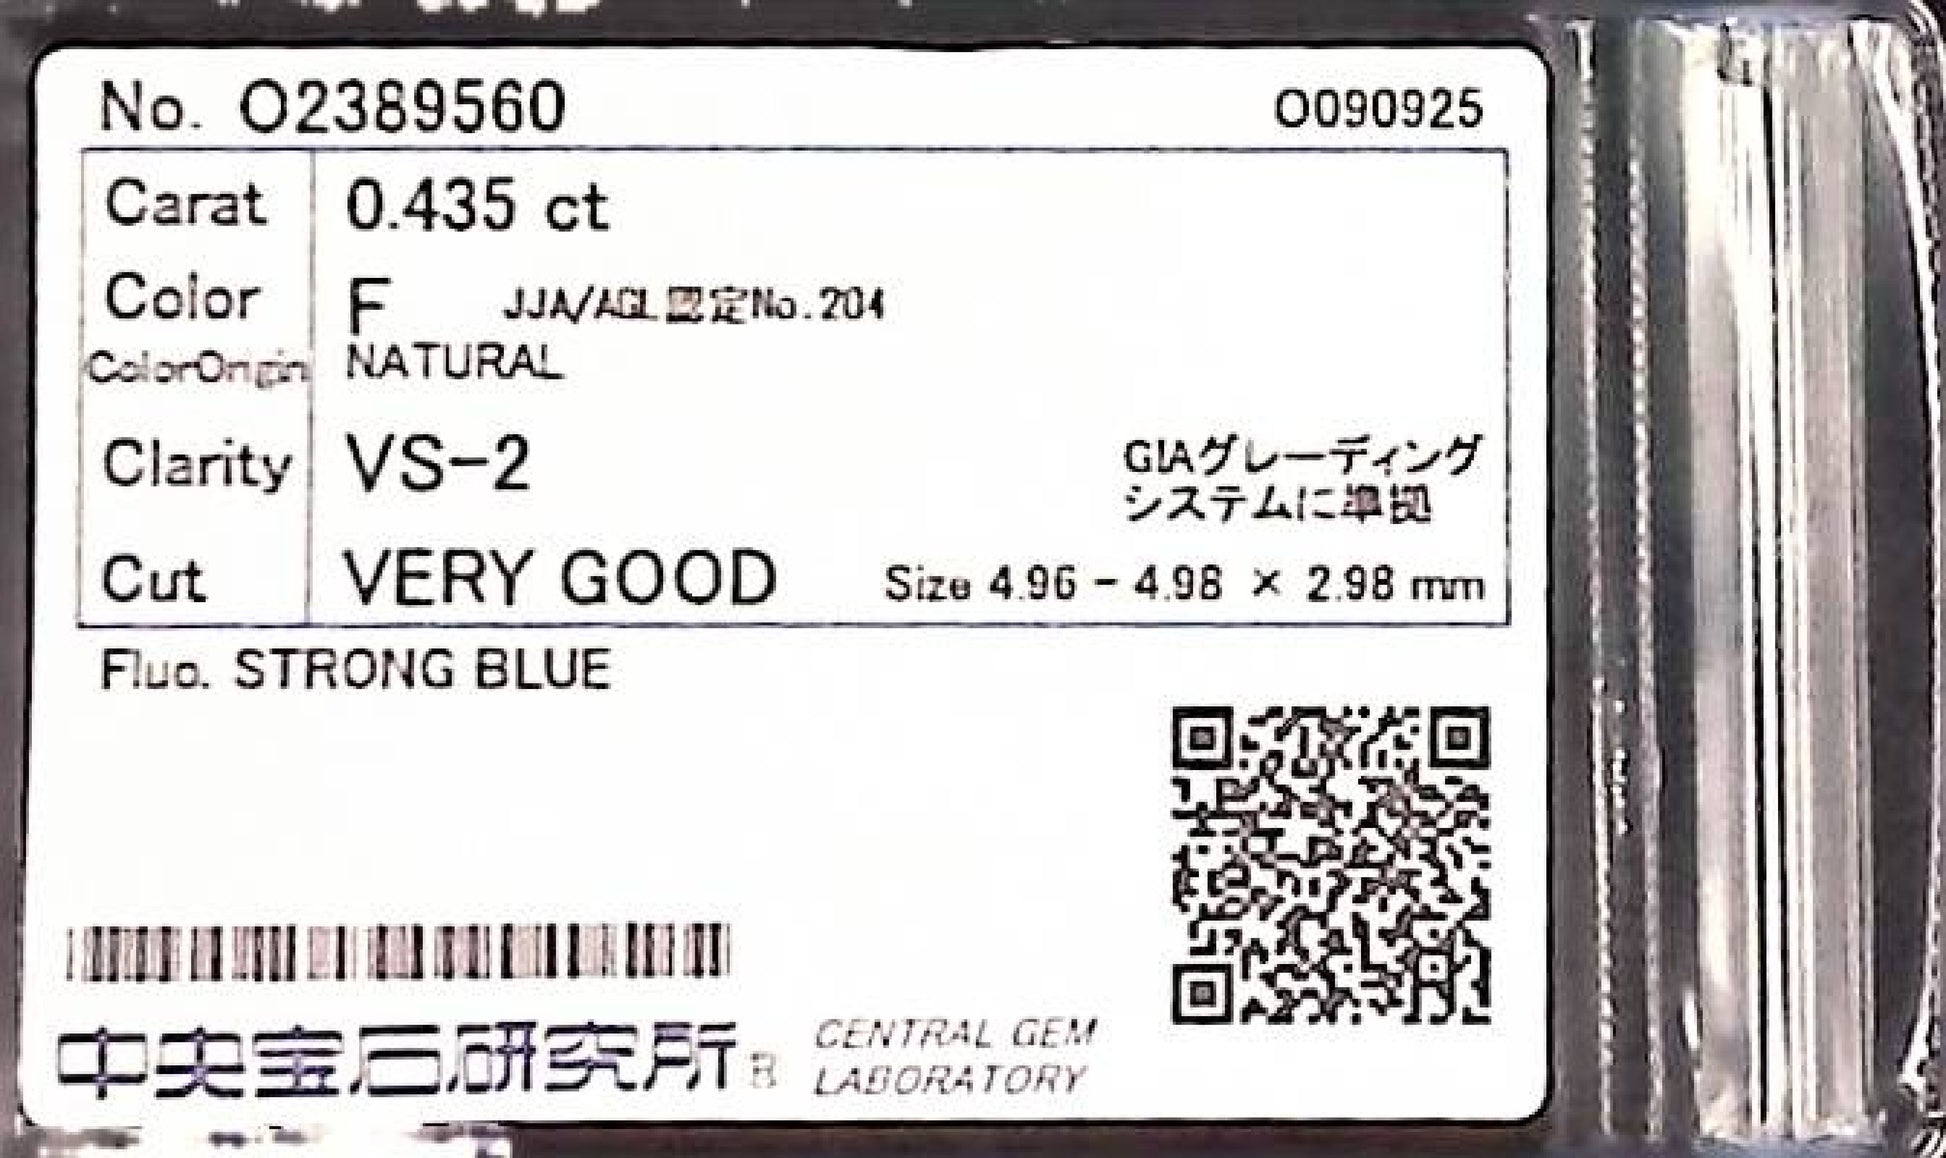 No. O2389560
O090925
Carat 0.435 ct
Color F JJA/AGL認定No.204
ColorOrigin NATURAL
Clarity VS-2
GIAグレーディング
システムに準拠
Cut VERY GOOD Size 4.96 - 4.98 × 2.98 mm
Fluo. STRONG BLUE
中央宝石研究所 B
CENTRAL GEM
LABORATORY